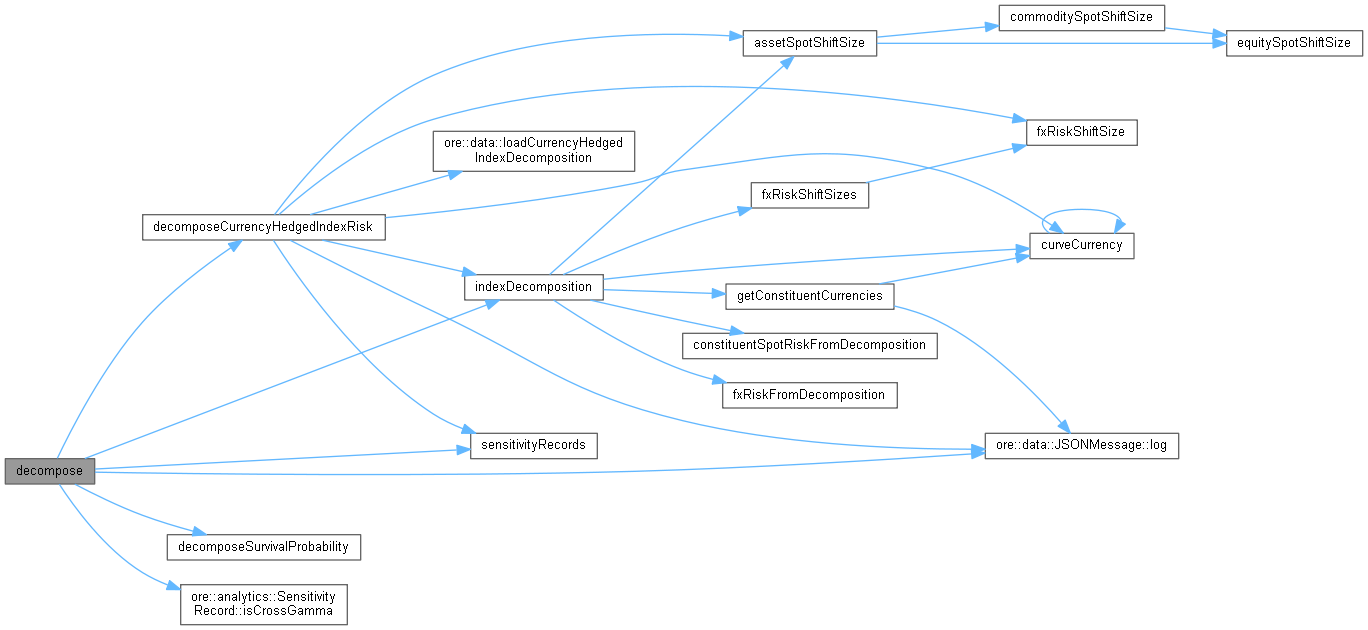 commoditySpotShiftSize
assetSpotShiftSize
equitySpotShiftSize
fxRiskShiftSize
ore::data::loadCurrencyHedged
IndexDecomposition
fxRiskShiftSizes
decomposeCurrencyHedgedIndexRisk
curveCurrency
indexDecomposition
getConstituentCurrencies
constituentSpotRiskFromDecomposition
fxRiskFromDecomposition
sensitivityRecords
ore::data::JSONMessage::log
decompose
decomposeSurvivalProbability
ore::analytics::Sensitivity
Record::isCrossGamma